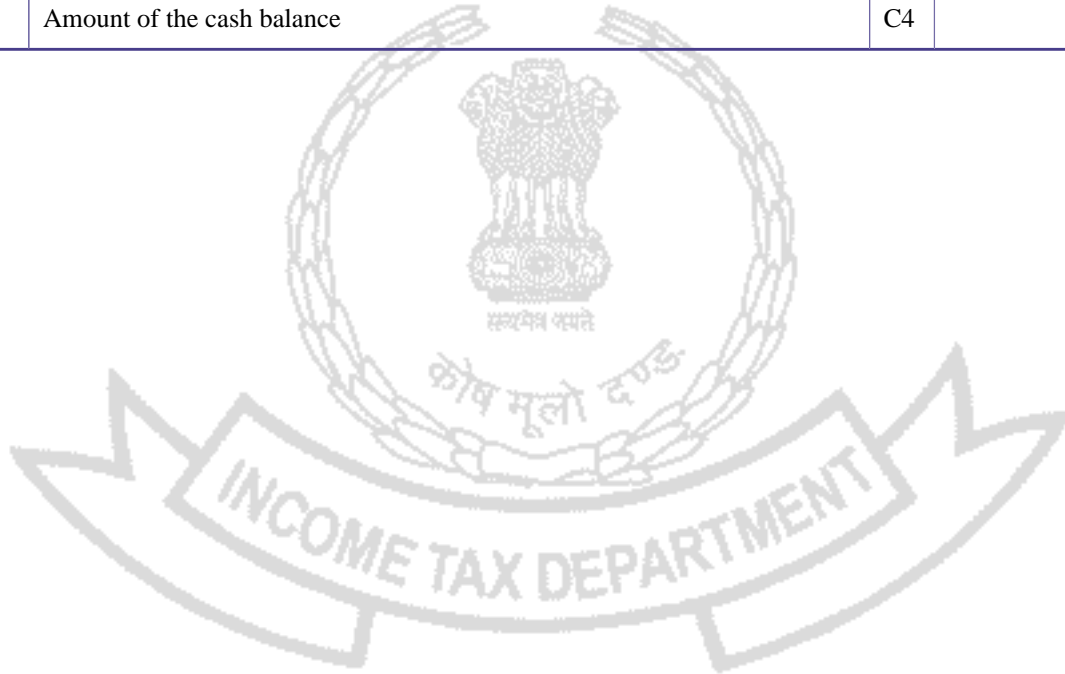 Amount of the cash balance C4
सत्यमेव जयते
कोष मूलो दण्ड
INCOME TAX DEPARTMENT